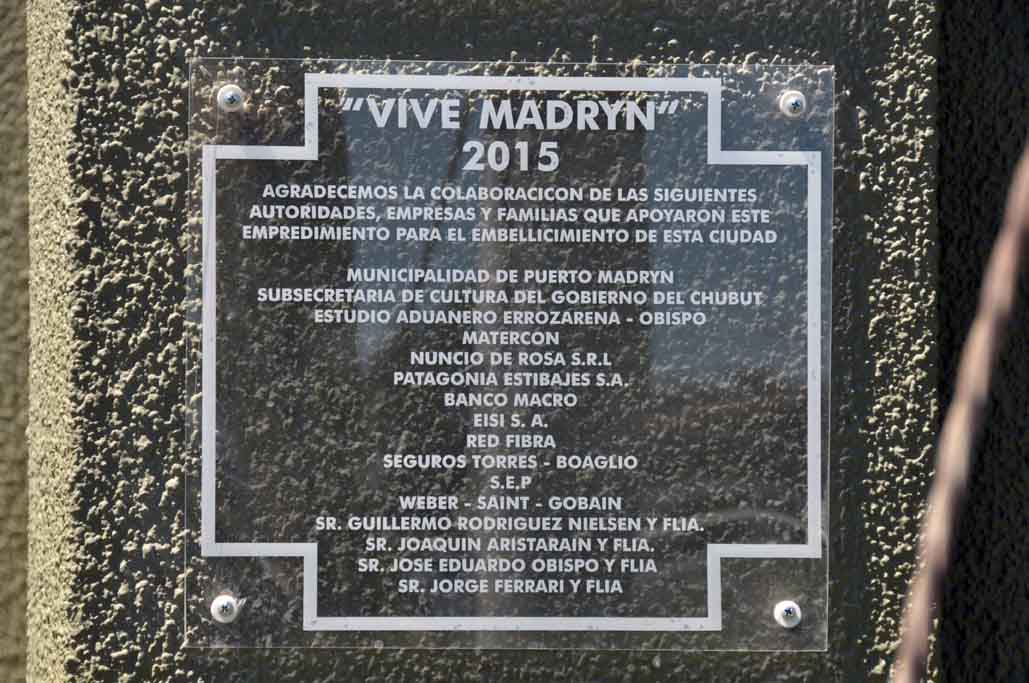 "VIVE MADRYN"
2015
AGRADECEMOS LA COLABORACICON DE LAS SIGUIENTES
AUTORIDADES, EMPRESAS Y FAMILIAS QUE APOYARON ESTE
EMPREDIMIENTO PARA EL EMBELLICIMIENTO DE ESTA CIUDAD
MUNICIPALIDAD DE PUERTO MADRYN
SUBSECRETARIA DE CULTURA DEL GOBIERNO DEL CHUBUT
ESTUDIO ADUANERO ERROZARENA - OBISPO
MATERCON
NUNCIO DE ROSA S.R.L
PATAGONIA ESTIBAJES S.A.
BANCO MACRO
EISI S. A.
RED FIBRA
SEGUROS TORRES - BOAGLIO
S.E.P
WEBER - SAINT - GOBAIN
SR. GUILLERMO RODRIGUEZ NIELSEN Y FLIA.
SR. JOAQUIN ARISTARAIN Y FLIA.
SR. JOSE EDUARDO OBISPO Y FLIA
SR. JORGE FERRARI Y FLIA